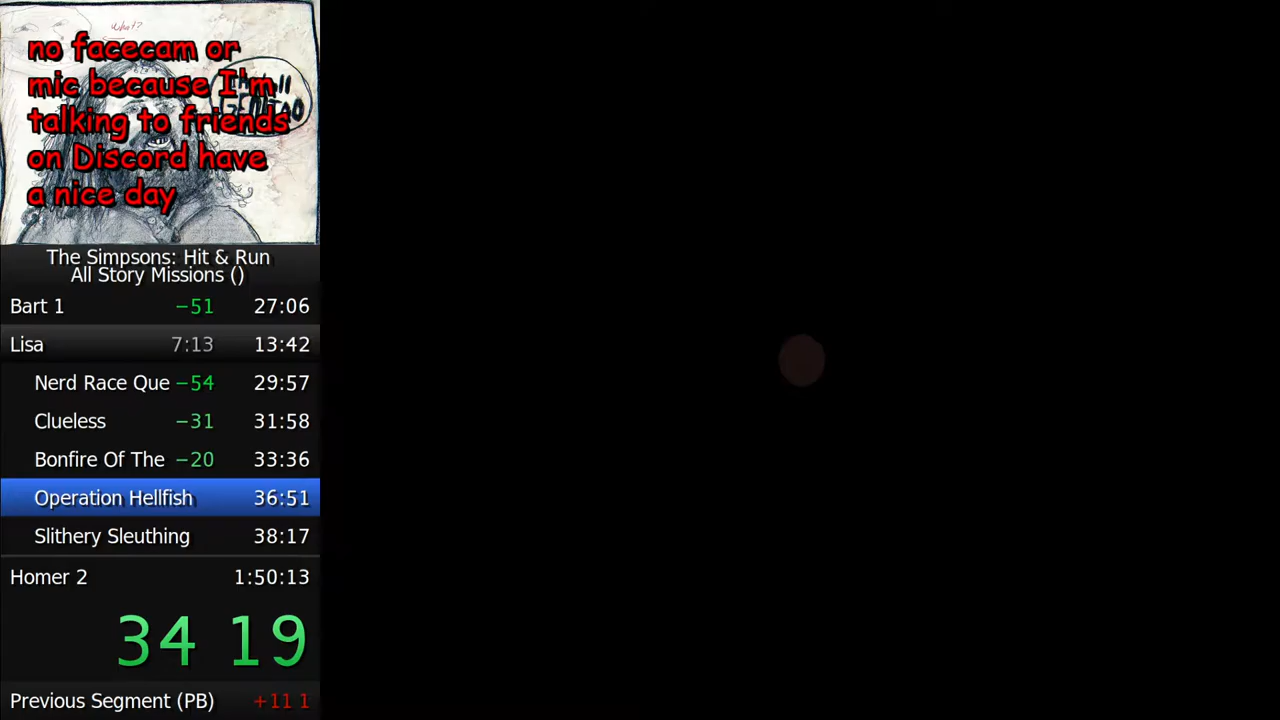 what?
no facecam or
mic because I'm
talking to friends
on Discord have
a nice day
The Simpsons: Hit & Run
All Story Missions ()
Bart 1 −51 27:06
Lisa 7:13 13:42
Nerd Race Que −54 29:57
Clueless −31 31:58
Bonfire Of The −20 33:36
Operation Hellfish 36:51
Slithery Sleuthing 38:17
Homer 2 1:50:13
34 19
Previous Segment (PB) +11 1